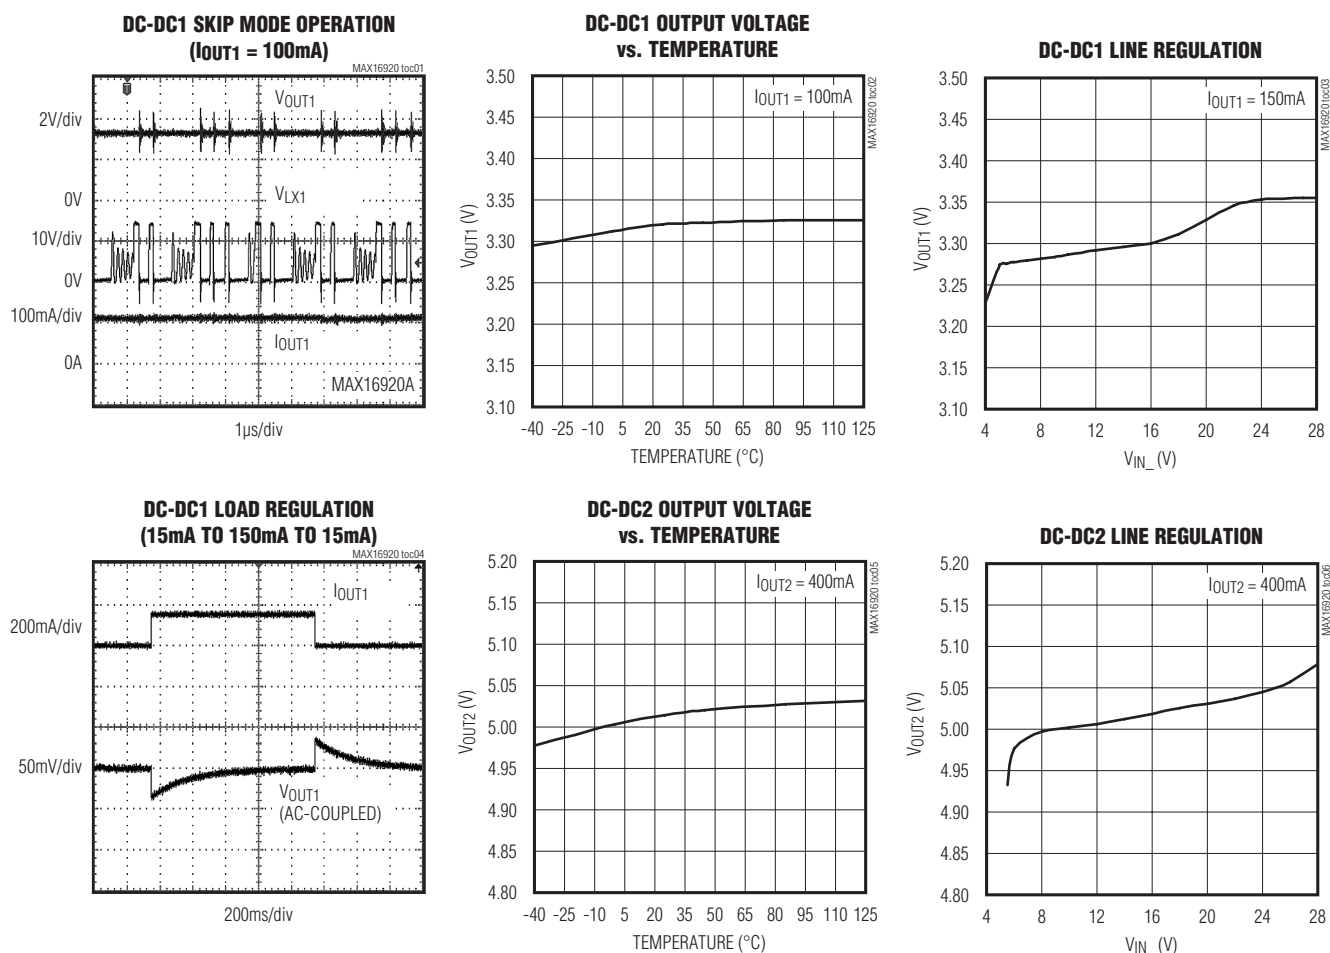 DC-DC1 SKIP MODE OPERATION
(IOUT1 = 100mA)
MAX16920 toc01
VOUT1
2V/div
0V
VLX1
10V/div
0V
100mA/div
IOUT1
0A
MAX16920A
1µs/div
DC-DC1 OUTPUT VOLTAGE
vs. TEMPERATURE
MAX16920 toc02
IOUT1 = 100mA
VOUT1 (V)
3.50
3.45
3.40
3.35
3.30
3.25
3.20
3.15
3.10
-40 -25 -10 5 20 35 50 65 80 95 110 125
TEMPERATURE (°C)
DC-DC1 LINE REGULATION
MAX16920 toc03
IOUT1 = 150mA
VOUT1 (V)
3.50
3.45
3.40
3.35
3.30
3.25
3.20
3.15
3.10
4 8 12 16 20 24 28
VIN_ (V)
DC-DC1 LOAD REGULATION
(15mA TO 150mA TO 15mA)
MAX16920 toc04
IOUT1
200mA/div
50mV/div
VOUT1
(AC-COUPLED)
200ms/div
DC-DC2 OUTPUT VOLTAGE
vs. TEMPERATURE
MAX16920 toc05
IOUT2 = 400mA
VOUT2 (V)
5.20
5.15
5.10
5.05
5.00
4.95
4.90
4.85
4.80
-40 -25 -10 5 20 35 50 65 80 95 110 125
TEMPERATURE (°C)
DC-DC2 LINE REGULATION
MAX16920 toc06
IOUT2 = 400mA
VOUT2 (V)
5.20
5.15
5.10
5.05
5.00
4.95
4.90
4.85
4.80
4 8 12 16 20 24 28
VIN_ (V)